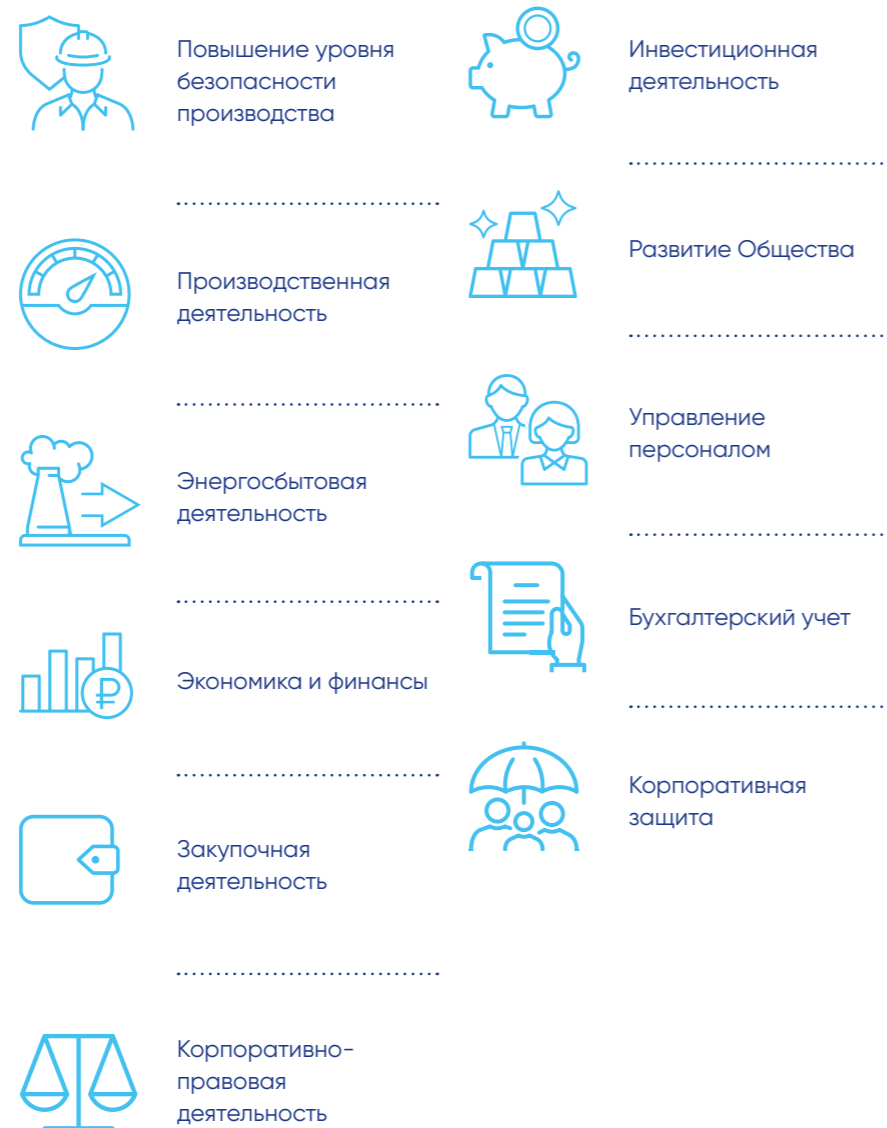 Повышение уровня
безопасности
производства
Производственная
деятельность
Энергосбытовая
деятельность
Экономика и финансы
Закупочная
деятельность
Корпоративно-
правовая
деятельность
Инвестиционная
деятельность
Развитие Общества
Управление
персоналом
Бухгалтерский учет
Корпоративная
защита